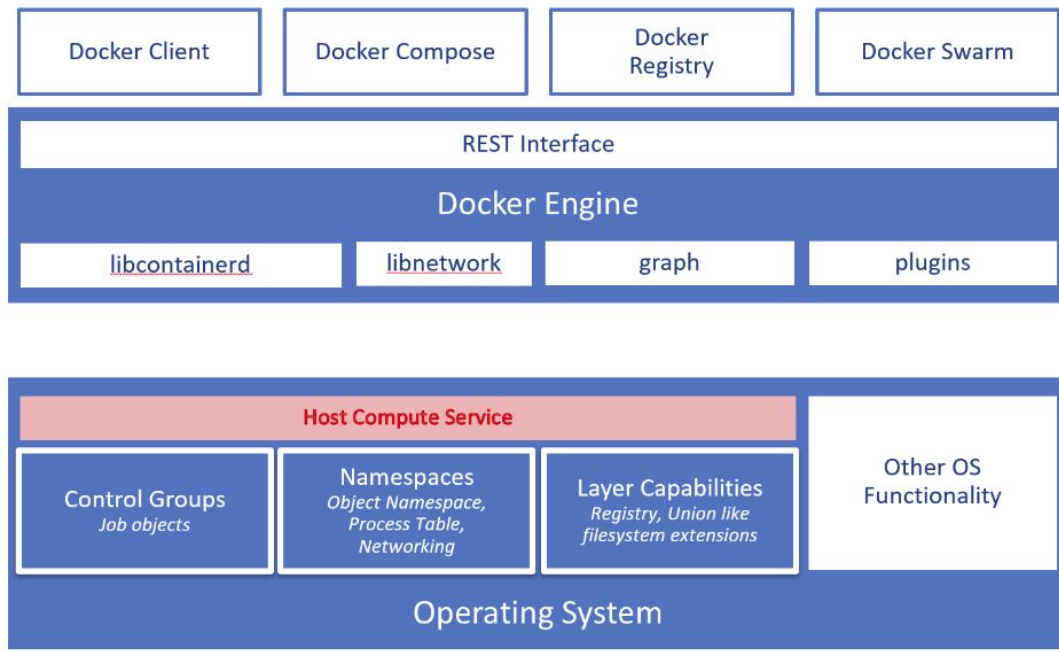 Docker Client
Docker Compose
Docker
Registry
Docker Swarm
REST Interface
Docker Engine
libcontainerd
libnetwork
graph
plugins
Host Compute Service
Control Groups
Job objects
Namespaces
Object Namespace,
Process Table,
Networking
Layer Capabilities
Registry, Union like
filesystem extensions
Other OS
Functionality
Operating System